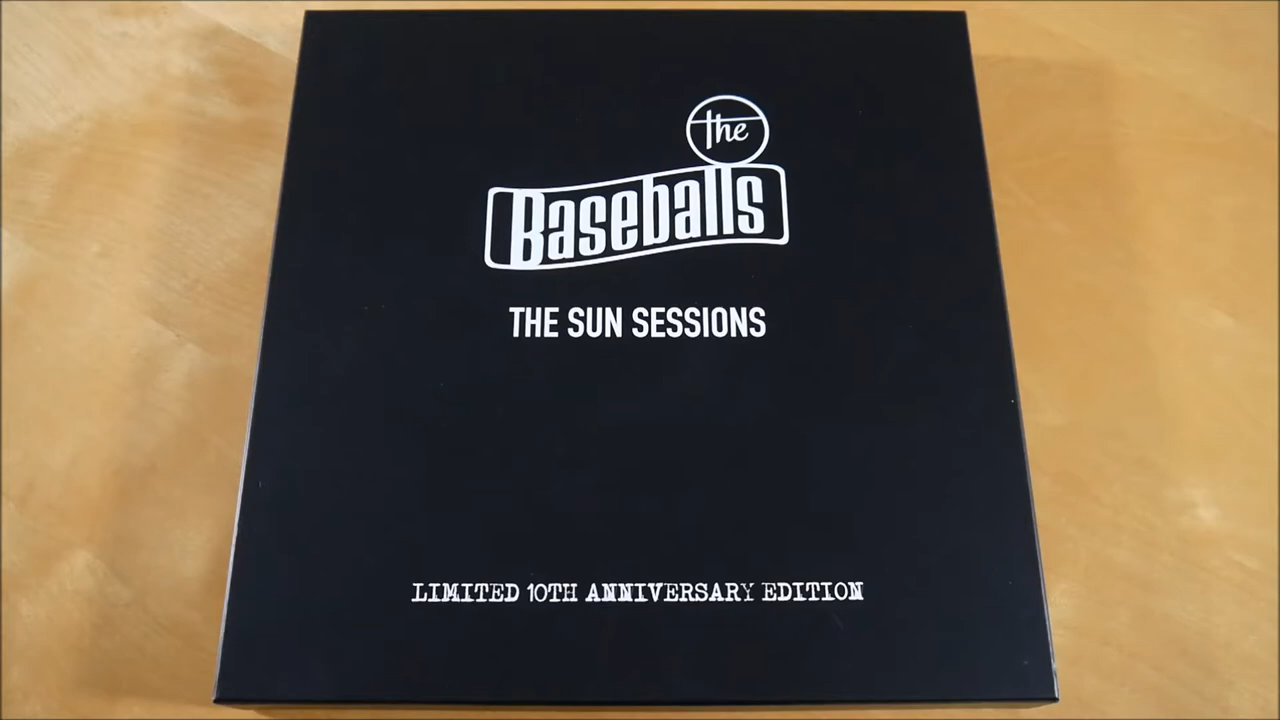 the
Baseballs
THE SUN SESSIONS
LIMITED 10TH ANNIVERSARY EDITION